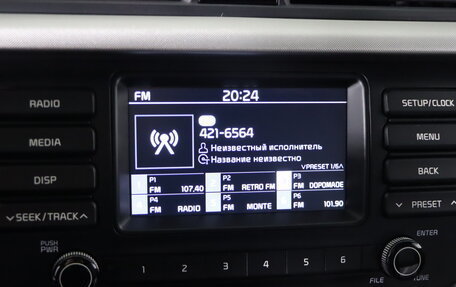 FM 20:24
RADIO
SETUP/CLOCK
421-6564
MEDIA
MENU
Неизвестный исполнитель
Название неизвестно
PRESET 1/6
DISP
BACK
P1 P2 P3
FM 107.40 FM RETRO FM FM DOPOMADE
SEEK/TRACK
PRESET
P4 P5 P6
FM RADIO FM MONTE FM 101.90
PUSH
PWR
ENTER
1 2 3 4 5 6
FILE
TUNE